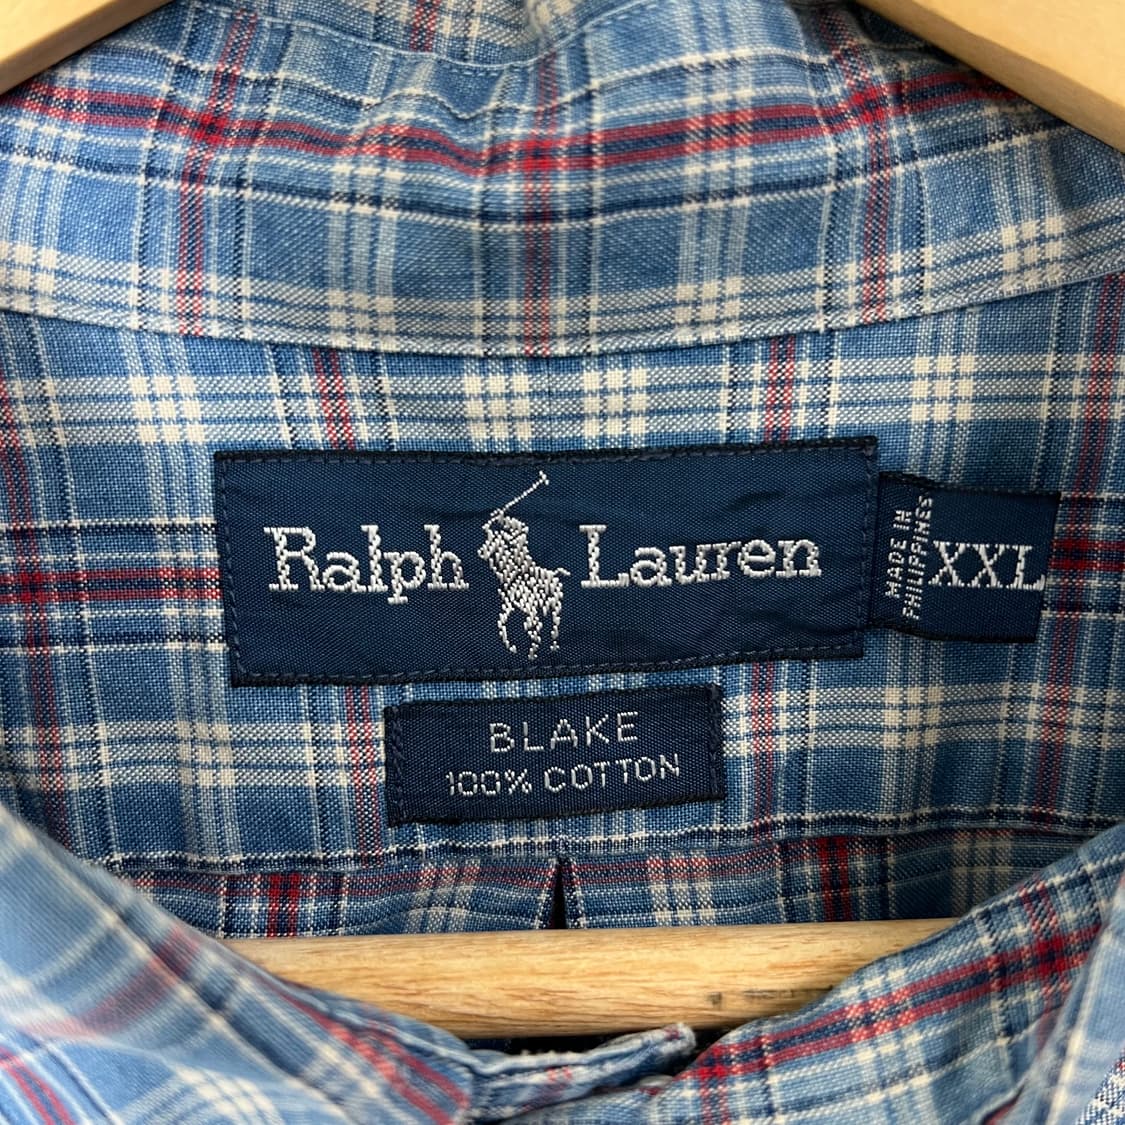 Ralph Lauren
MADE IN
PHILIPPINES
XXL
BLAKE
100% COTTON